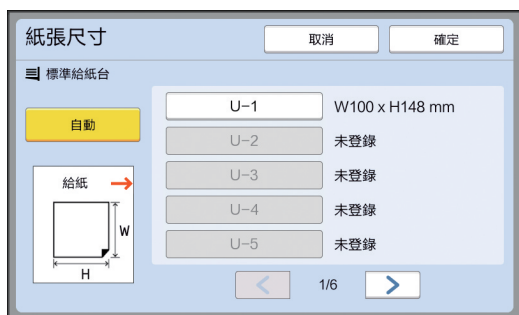 紙張尺寸
取消
確定
標準給紙台
自動
U-1 W100 x H148 mm
U-2 未登錄
U-3 未登錄
U-4 未登錄
U-5 未登錄
給紙
W
H
1/6